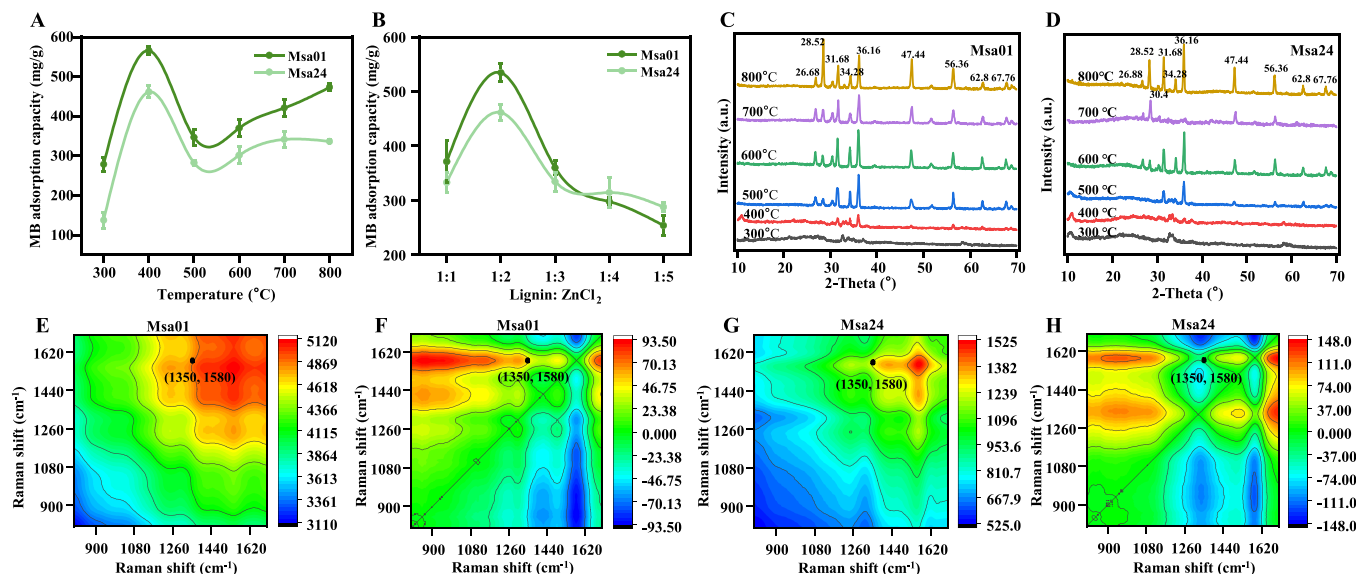 A
MB adsorption capacity (mg/g)
600
500
400
300
200
100
Msa01
Msa24
300 400 500 600 700 800
Temperature (°C)
B
MB adsorption capacity (mg/g)
600
500
400
300
200
Msa01
Msa24
1:1 1:2 1:3 1:4 1:5
Lignin: ZnCl2
C
Intensity (a.u.)
Msa01
28.52
36.16
31.68
47.44
26.68
34.28
56.36
62.8 67.76
800°C
700°C
600°C
500°C
400°C
300°C
10 20 30 40 50 60 70
2-Theta (°)
D
Intensity (a.u.)
Msa24
36.16
31.68
28.52
47.44
26.88
34.28
56.36
62.8 67.76
30.4
800°C
700°C
600 °C
500 °C
400 °C
300 °C
10 20 30 40 50 60 70
2-Theta (°)
E
Msa01
Raman shift (cm-1)
1620
1440
1260
1080
900
(1350, 1580)
900 1080 1260 1440 1620
Raman shift (cm-1)
5120
4869
4618
4366
4115
3864
3613
3361
3110
F
Msa01
Raman shift (cm-1)
1620
1440
1260
1080
900
(1350, 1580)
900 1080 1260 1440 1620
Raman shift (cm-1)
93.50
70.13
46.75
23.38
0.000
-23.38
-46.75
-70.13
-93.50
G
Msa24
Raman shift (cm-1)
1620
1440
1260
1080
900
(1350, 1580)
900 1080 1260 1440 1620
Raman shift (cm-1)
1525
1382
1239
1096
953.6
810.7
667.9
525.0
H
Msa24
Raman shift (cm-1)
1620
1440
1260
1080
900
(1350, 1580)
900 1080 1260 1440 1620
Raman shift (cm-1)
148.0
111.0
74.00
37.00
0.000
-37.00
-74.00
-111.0
-148.0